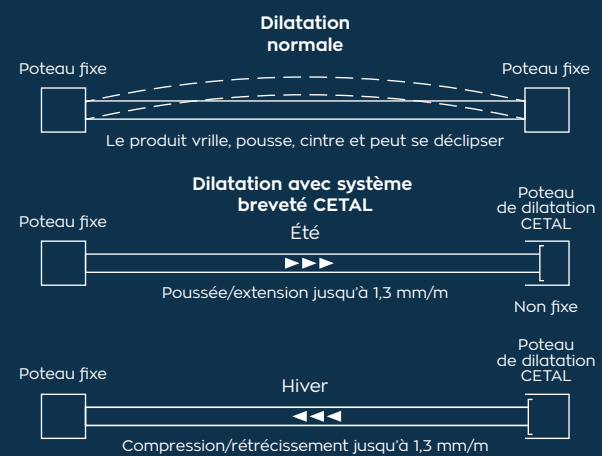 Dilatation
normale
Poteau fixe
Poteau fixe
Le produit vrille, pousse, cintre et peut se déclipser
Dilatation avec système
breveté CETAL
Poteau fixe
Été
Poteau
de dilatation
CETAL
Poussée/extension jusqu'à 1,3 mm/m
Non fixe
Poteau fixe
Hiver
Poteau
de dilatation
CETAL
Compression/rétrécissement jusqu'à 1,3 mm/m